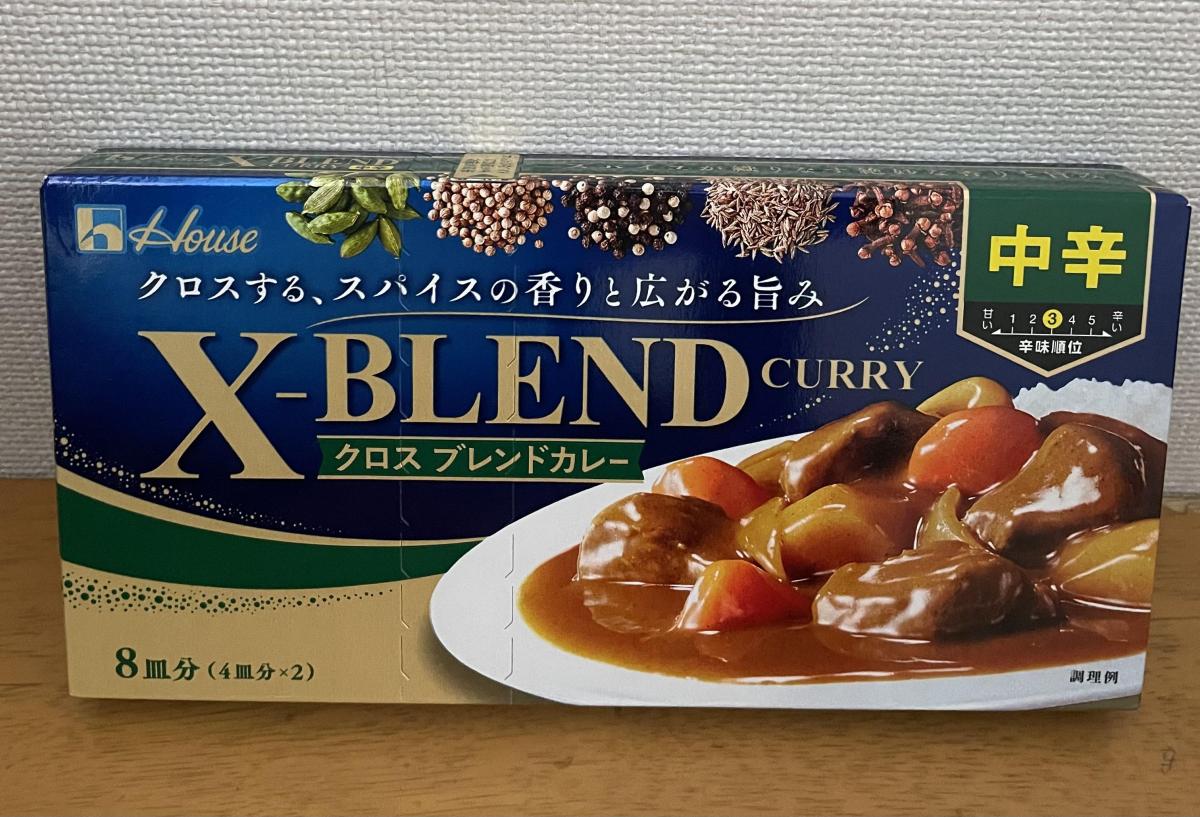 House
クロスする、スパイスの香りと広がる旨み
X-BLEND CURRY
クロス ブレンドカレー
中辛
甘い 1 2 3 4 5 辛い
辛味順位
8皿分(4皿分×2)
調理例